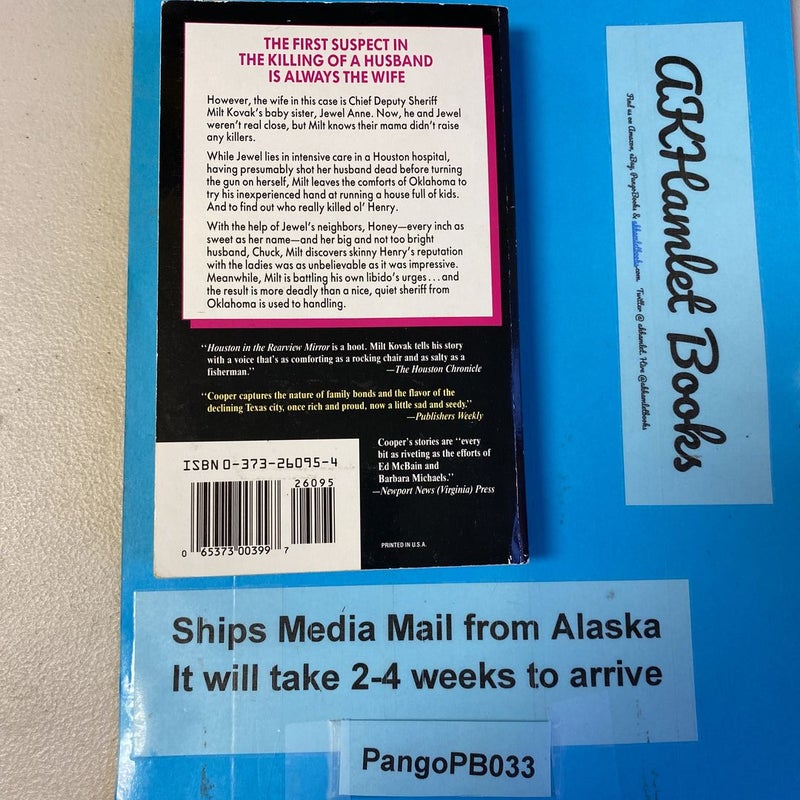 THE FIRST SUSPECT IN
THE KILLING OF A HUSBAND
IS ALWAYS THE WIFE
However, the wife in this case is Chief Deputy Sheriff
Milt Kovak's baby sister, Jewel Anne. Now, he and Jewel
weren't real close, but Milt knows their mama didn't raise
any killers.
While Jewel lies in intensive care in a Houston hospital,
having presumably shot her husband dead before turning
the gun on herself, Milt leaves the comforts of Oklahoma to
try his inexperienced hand at running a house full of kids.
And to find out who really killed ol' Henry.
With the help of Jewel's neighbors, Honey—every inch as
sweet as her name—and her big and not too bright
husband, Chuck, Milt discovers skinny Henry's reputation
with the ladies was as unbelievable as it was impressive.
Meanwhile, Milt is battling his own libido's urges . . . and
the result is more deadly than a nice, quiet sheriff from
Oklahoma is used to handling.
"Houston in the Rearview Mirror is a hoot. Milt Kovak tells his story
with a voice that's as comforting as a rocking chair and as salty as a
fisherman."
—The Houston Chronicle
"Cooper captures the nature of family bonds and the flavor of the
declining Texas city, once rich and proud, now a little sad and seedy."
—Publishers Weekly
Cooper's stories are "every
bit as riveting as the efforts of
Ed McBain and
Barbara Michaels."
—Newport News (Virginia) Press
ISBN 0-373-26095-4
26095
0 65373 00399 7
PRINTED IN U.S.A.
AKHamlet Books
Find us on Amazon, eBay, PangoBooks & akhamletbooks.com Twitter @ akhamlet, Hive @akhamletbooks
Ships Media Mail from Alaska
It will take 2-4 weeks to arrive
PangoPB033